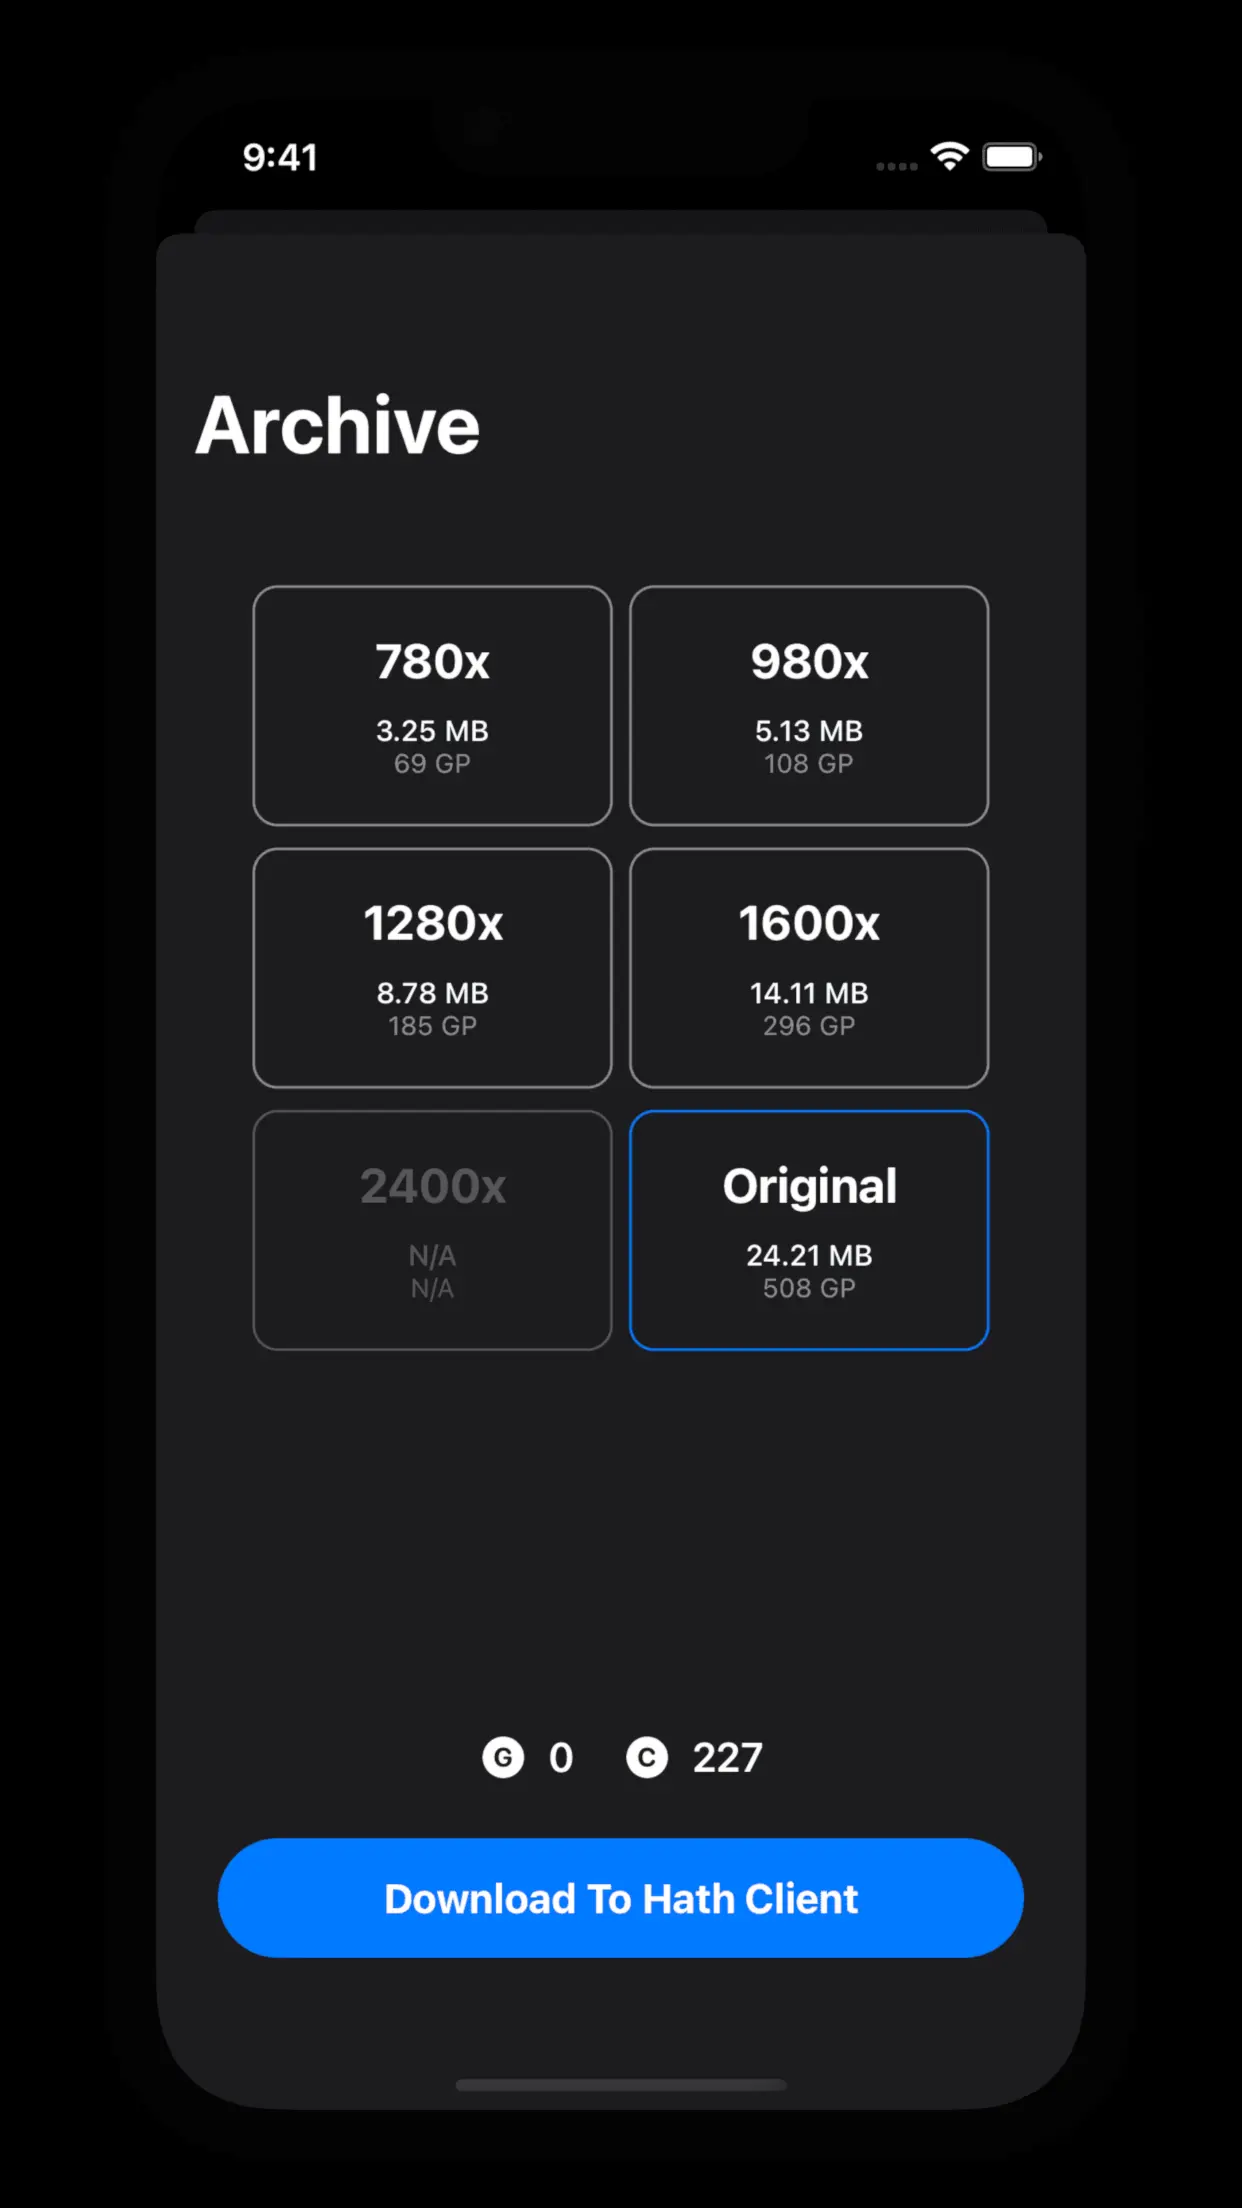 9:41
Archive
780x
3.25 MB
69 GP
980x
5.13 MB
108 GP
1280x
8.78 MB
185 GP
1600x
14.11 MB
296 GP
2400x
N/A
N/A
Original
24.21 MB
508 GP
G 0 C 227
Download To Hath Client